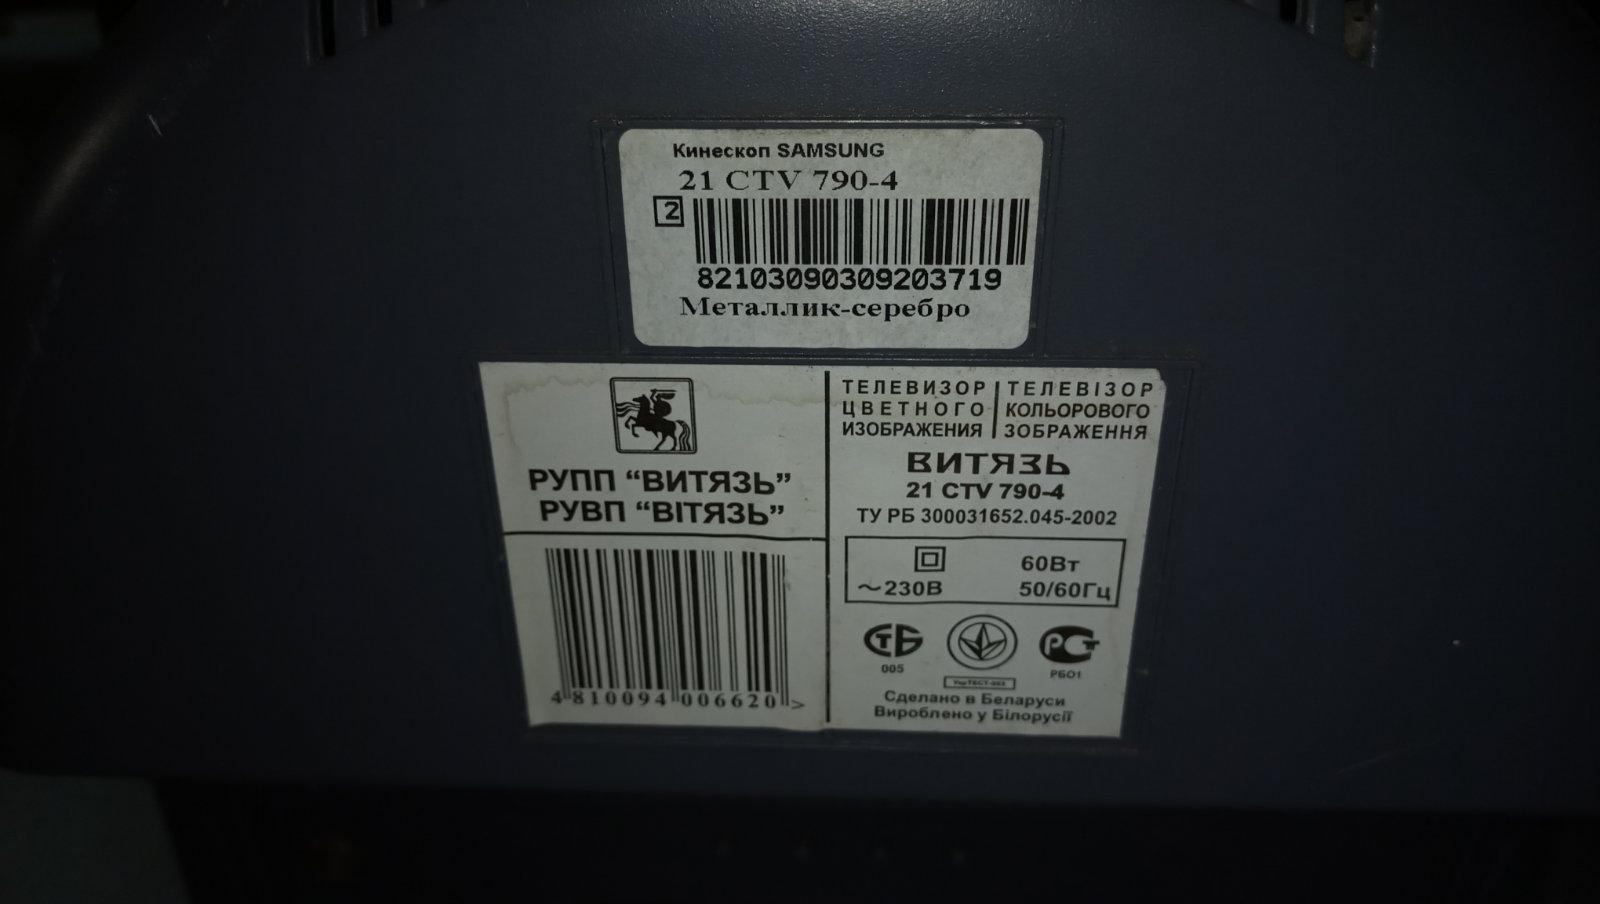 Кинескоп SAMSUNG
21 CTV 790-4
2
82103090309203719
Металлик-серебро
РУПП “ВИТЯЗЬ”
РУВП “ВІТЯЗЬ”
4 810094 006620 >
ТЕЛЕВИЗОР
ЦВЕТНОГО
ИЗОБРАЖЕНИЯ
ТЕЛЕВІЗОР
КОЛЬОРОВОГО
ЗОБРАЖЕННЯ
ВИТЯЗЬ
21 CTV 790-4
ТУ РБ 300031652.045-2002
60Вт
~230В 50/60Гц
СТБ
005
РСТ
РБ01
Сделано в Беларуси
Вироблено у Білорусії